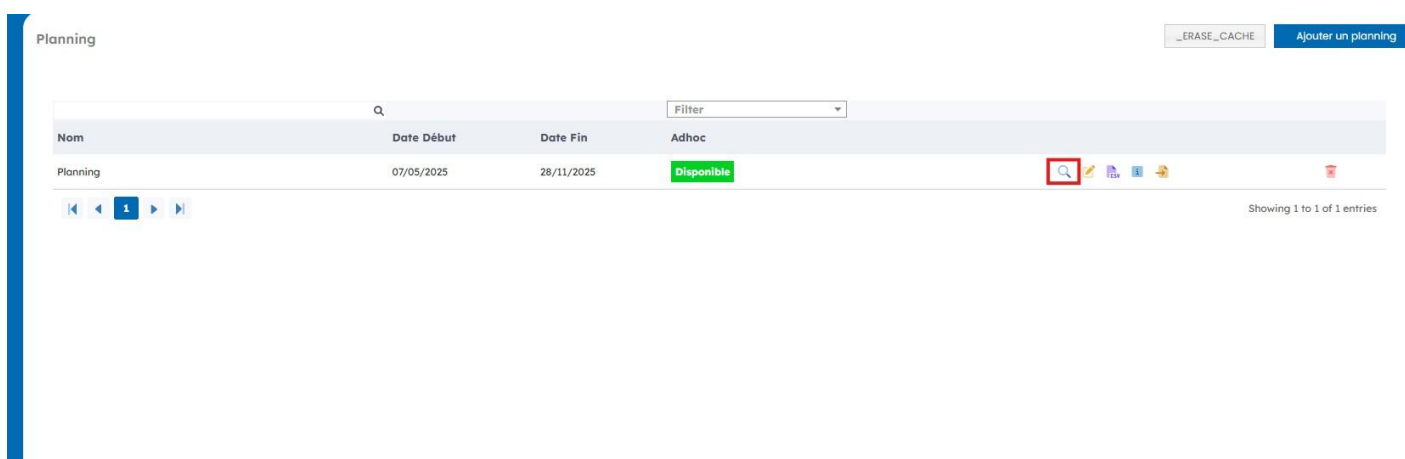 Planning
_ERASE_CACHE Ajouter un planning
Filter
Nom Date Début Date Fin Adhoc
Planning 07/05/2025 28/11/2025 Disponible CSV i
1
Showing 1 to 1 of 1 entries